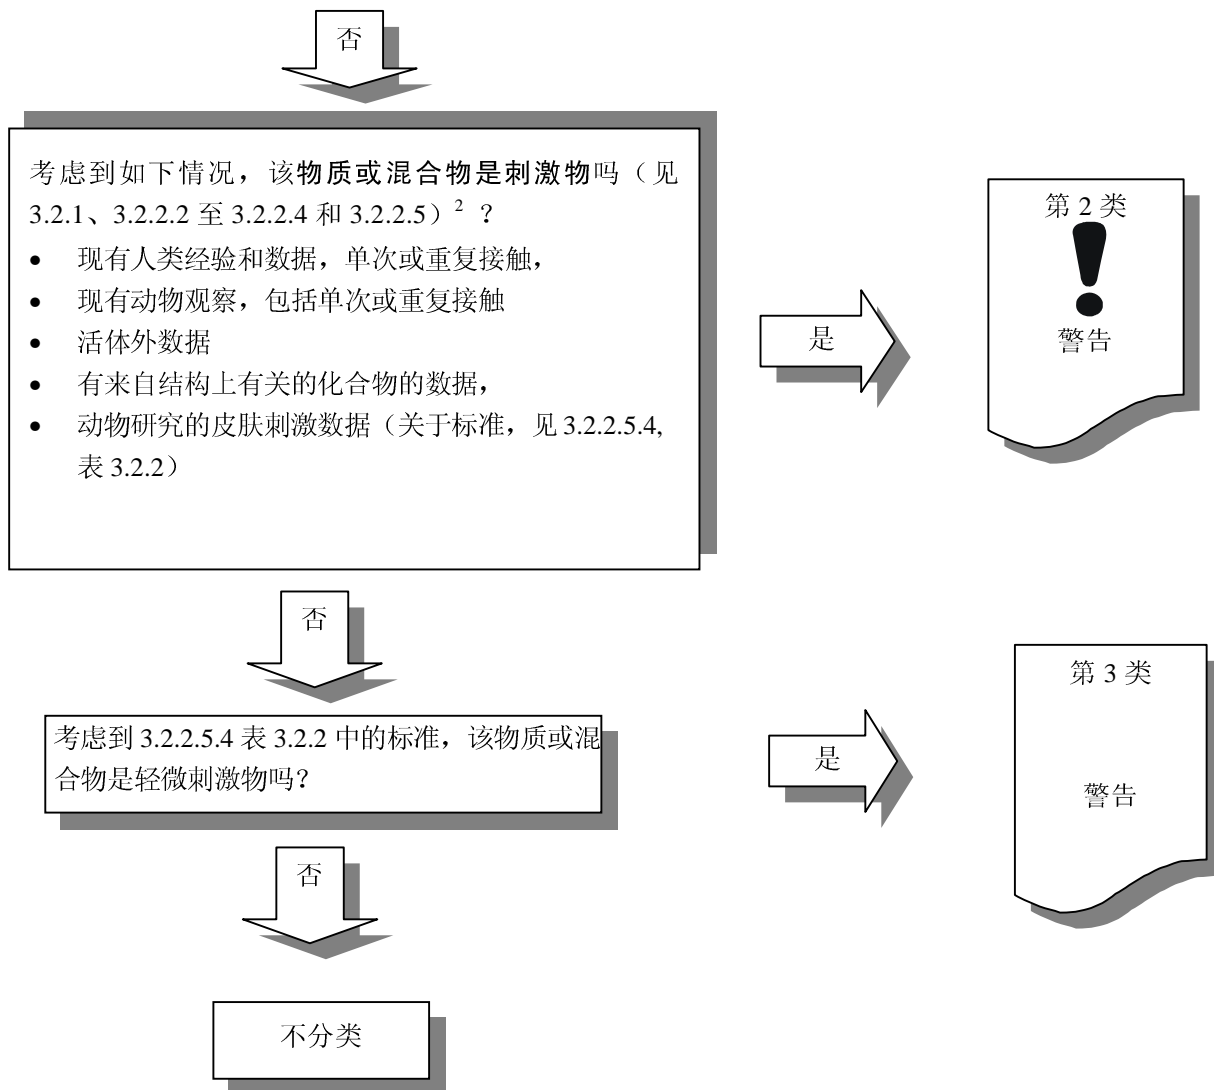 否
考虑到如下情况，该物质或混合物是刺激物吗（见
3.2.1、3.2.2.2 至 3.2.2.4 和 3.2.2.5）2 ？
• 现有人类经验和数据，单次或重复接触，
• 现有动物观察，包括单次或重复接触
• 活体外数据
• 有来自结构上有关的化合物的数据，
• 动物研究的皮肤刺激数据（关于标准，见 3.2.2.5.4,
表 3.2.2）
是
第 2 类
警告
否
考虑到 3.2.2.5.4 表 3.2.2 中的标准，该物质或混
合物是轻微刺激物吗？
是
第 3 类
警告
否
不分类